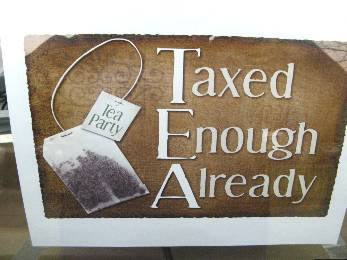 Tea
Party
Taxed
Enough
Already